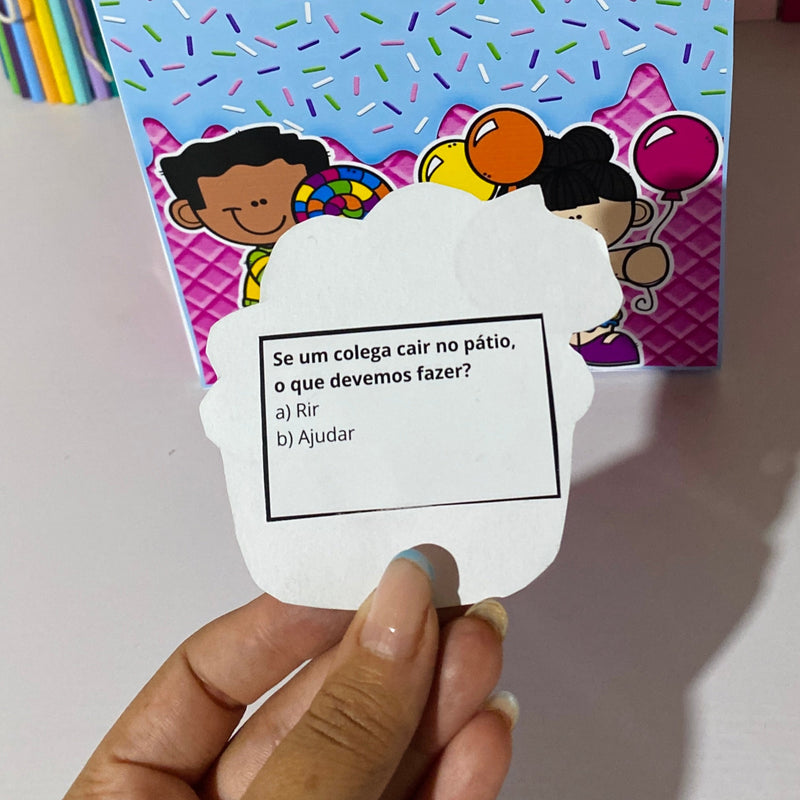 Se um colega cair no pátio,
o que devemos fazer?
a) Rir
b) Ajudar